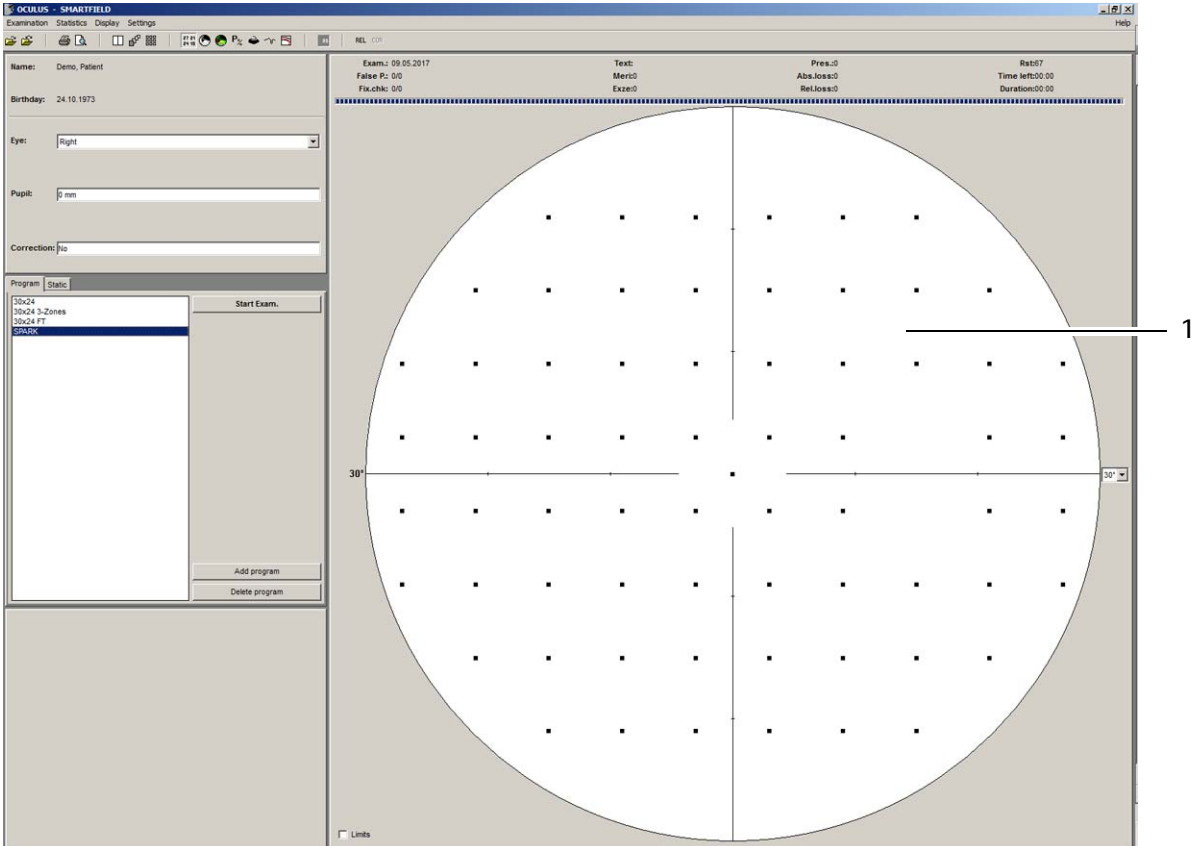 OCULUS - SMARTFIELD
Examination Statistics Display Settings Help
REL COR
Name: Demo, Patient
Birthday: 24.10.1973
Eye: Right
Pupil: 0 mm
Correction: No
Program Static
30x24
30x24 3-Zones
30x24 FT
SPARK
Start Exam.
Add program
Delete program
Exam.: 09.05.2017 Text: Pres.:0 Rst:67
False P.: 0/0 Meri:0 Abs.loss:0 Time left:00:00
Fix.chk: 0/0 Exze:0 Rel.loss:0 Duration:00:00
1
30° 30°
Limits